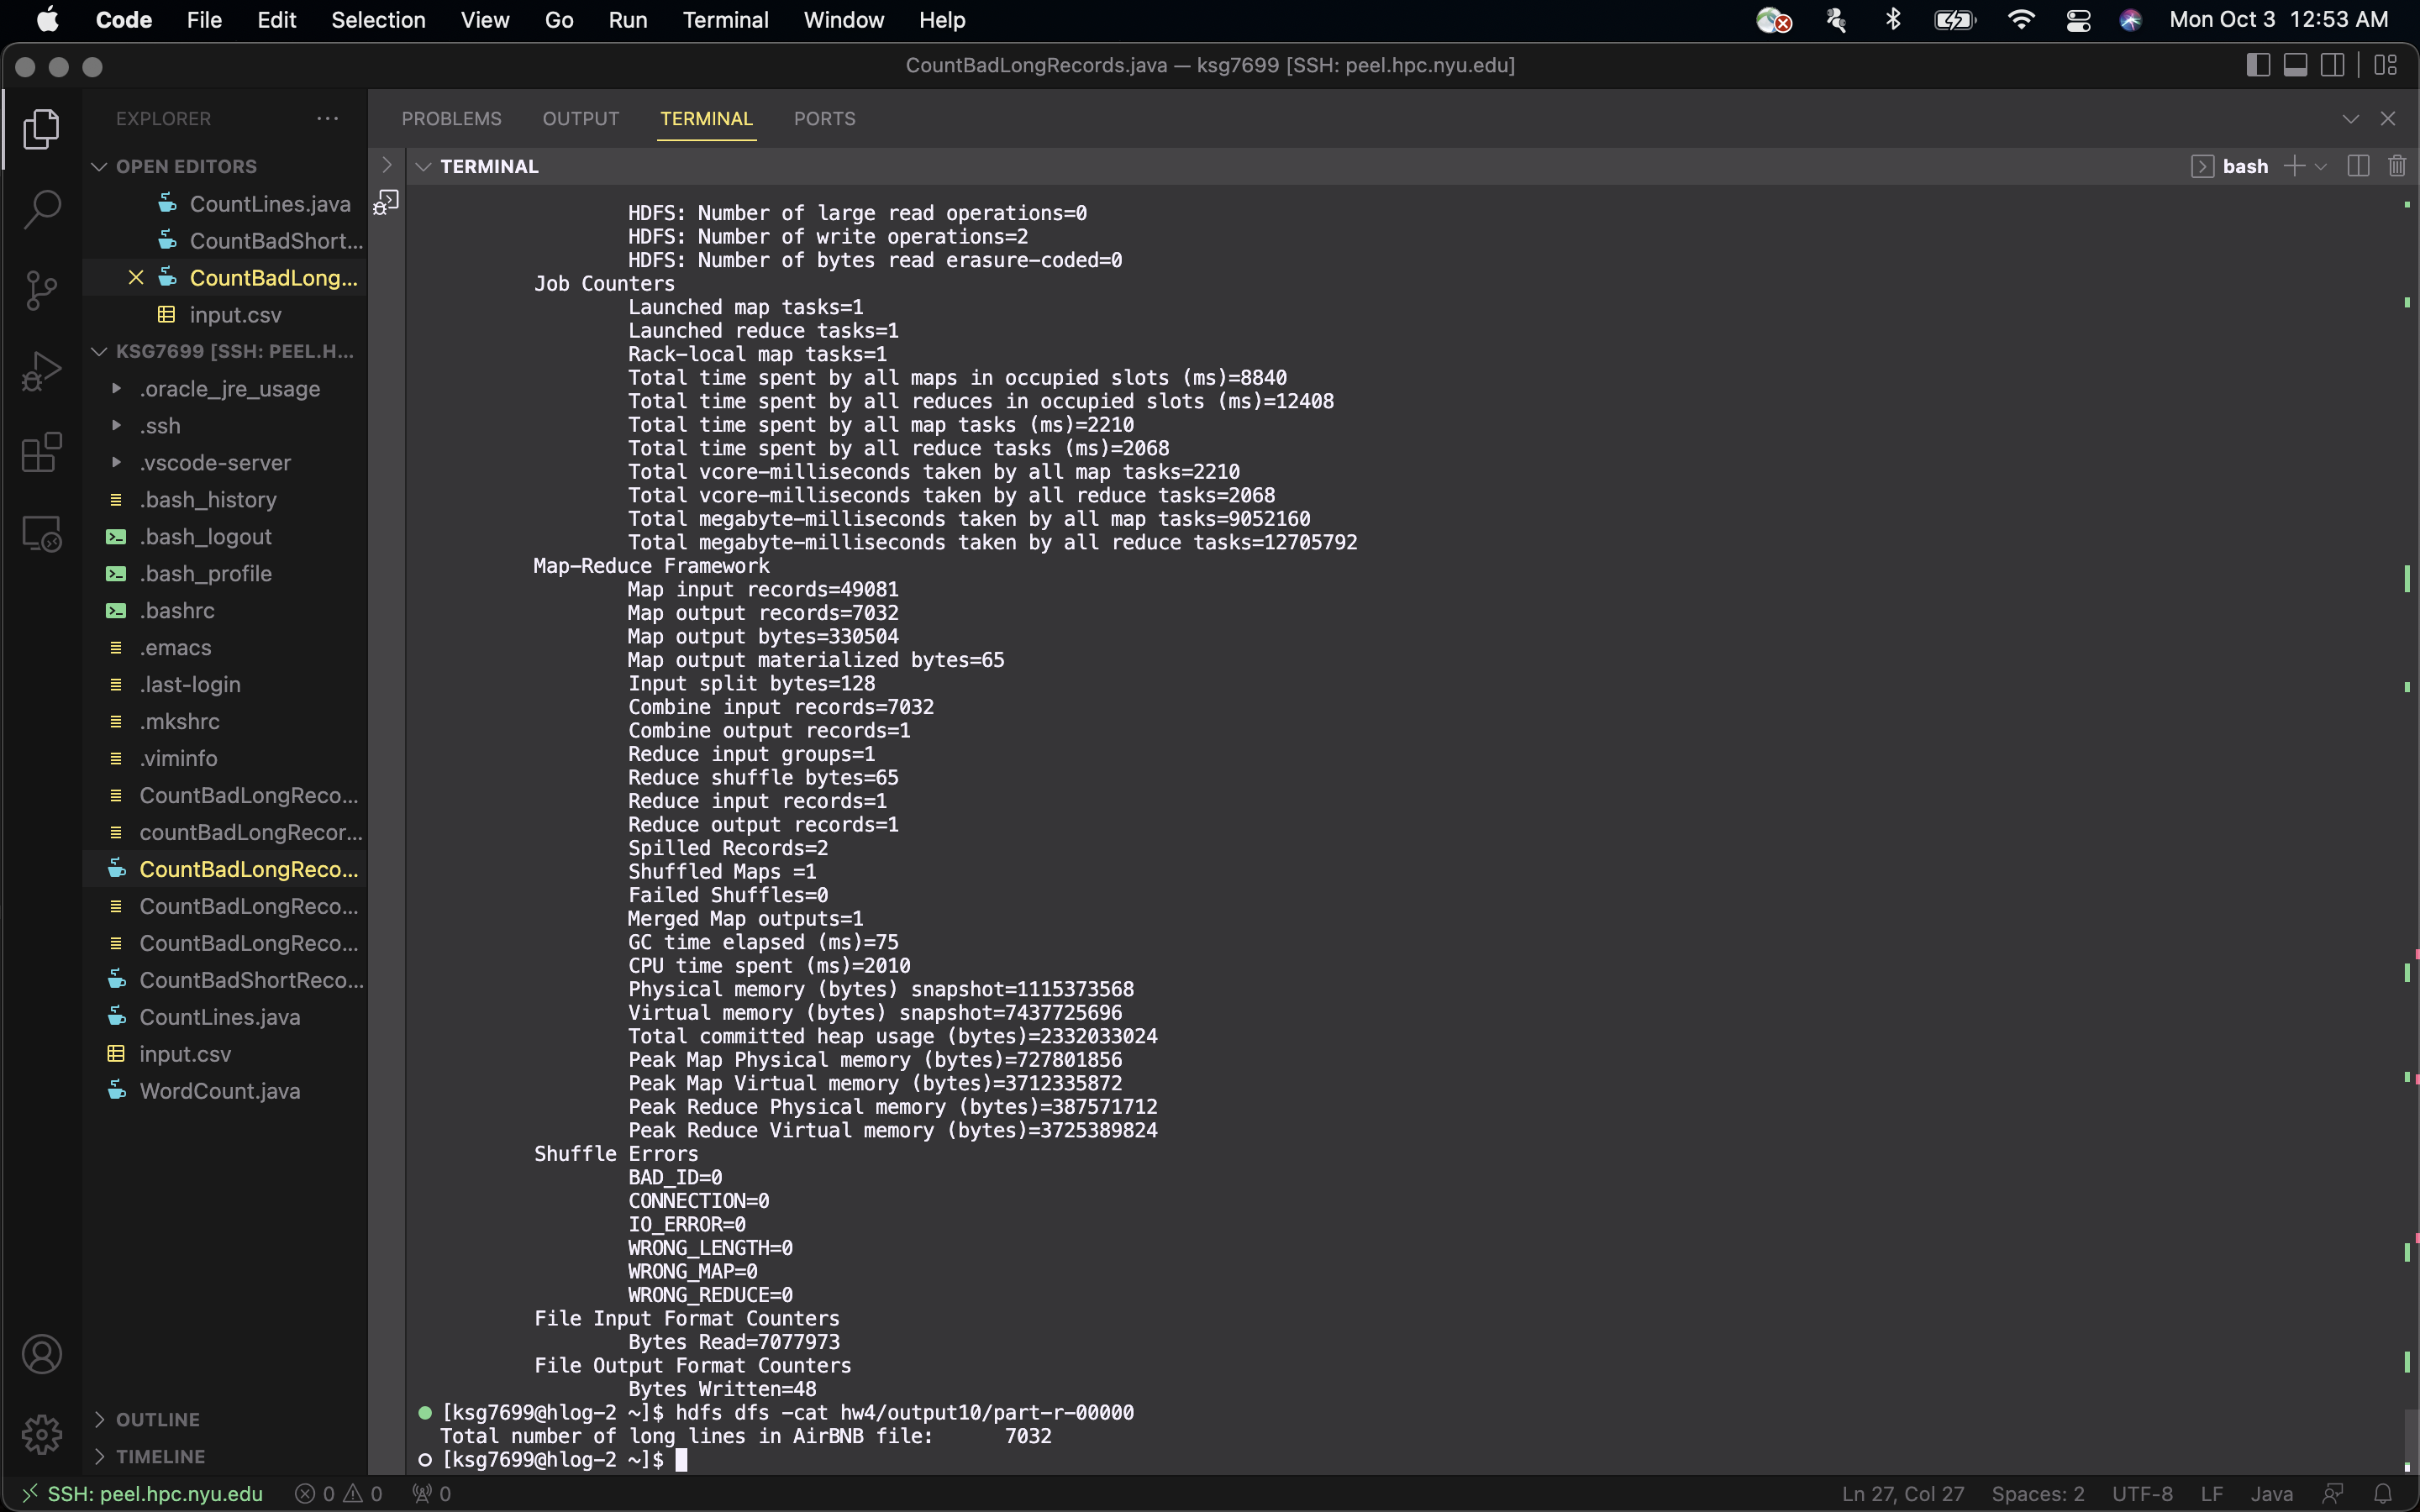 Code File Edit Selection View Go Run Terminal Window Help Mon Oct 3 12:53 AM
CountBadLongRecords.java — ksg7699 [SSH: peel.hpc.nyu.edu]
EXPLORER ... PROBLEMS OUTPUT TERMINAL PORTS
OPEN EDITORS
TERMINAL
bash
CountLines.java
CountBadShort...
CountBadLong...
input.csv
KSG7699 [SSH: PEEL.H...
.oracle_jre_usage
.ssh
.vscode-server
.bash_history
.bash_logout
.bash_profile
.bashrc
.emacs
.last-login
.mkshrc
.viminfo
CountBadLongReco...
countBadLongRecor...
CountBadLongReco...
CountBadLongReco...
CountBadLongReco...
CountBadShortReco...
CountLines.java
input.csv
WordCount.java
OUTLINE
TIMELINE
HDFS: Number of large read operations=0
HDFS: Number of write operations=2
HDFS: Number of bytes read erasure-coded=0
Job Counters
Launched map tasks=1
Launched reduce tasks=1
Rack-local map tasks=1
Total time spent by all maps in occupied slots (ms)=8840
Total time spent by all reduces in occupied slots (ms)=12408
Total time spent by all map tasks (ms)=2210
Total time spent by all reduce tasks (ms)=2068
Total vcore-milliseconds taken by all map tasks=2210
Total vcore-milliseconds taken by all reduce tasks=2068
Total megabyte-milliseconds taken by all map tasks=9052160
Total megabyte-milliseconds taken by all reduce tasks=12705792
Map-Reduce Framework
Map input records=49081
Map output records=7032
Map output bytes=330504
Map output materialized bytes=65
Input split bytes=128
Combine input records=7032
Combine output records=1
Reduce input groups=1
Reduce shuffle bytes=65
Reduce input records=1
Reduce output records=1
Spilled Records=2
Shuffled Maps =1
Failed Shuffles=0
Merged Map outputs=1
GC time elapsed (ms)=75
CPU time spent (ms)=2010
Physical memory (bytes) snapshot=1115373568
Virtual memory (bytes) snapshot=7437725696
Total committed heap usage (bytes)=2332033024
Peak Map Physical memory (bytes)=727801856
Peak Map Virtual memory (bytes)=3712335872
Peak Reduce Physical memory (bytes)=387571712
Peak Reduce Virtual memory (bytes)=3725389824
Shuffle Errors
BAD_ID=0
CONNECTION=0
IO_ERROR=0
WRONG_LENGTH=0
WRONG_MAP=0
WRONG_REDUCE=0
File Input Format Counters
Bytes Read=7077973
File Output Format Counters
Bytes Written=48
[ksg7699@hlog-2 ~]$ hdfs dfs -cat hw4/output10/part-r-00000
Total number of long lines in AirBNB file: 7032
[ksg7699@hlog-2 ~]$
SSH: peel.hpc.nyu.edu 0 0 0 Ln 27, Col 27 Spaces: 2 UTF-8 LF Java